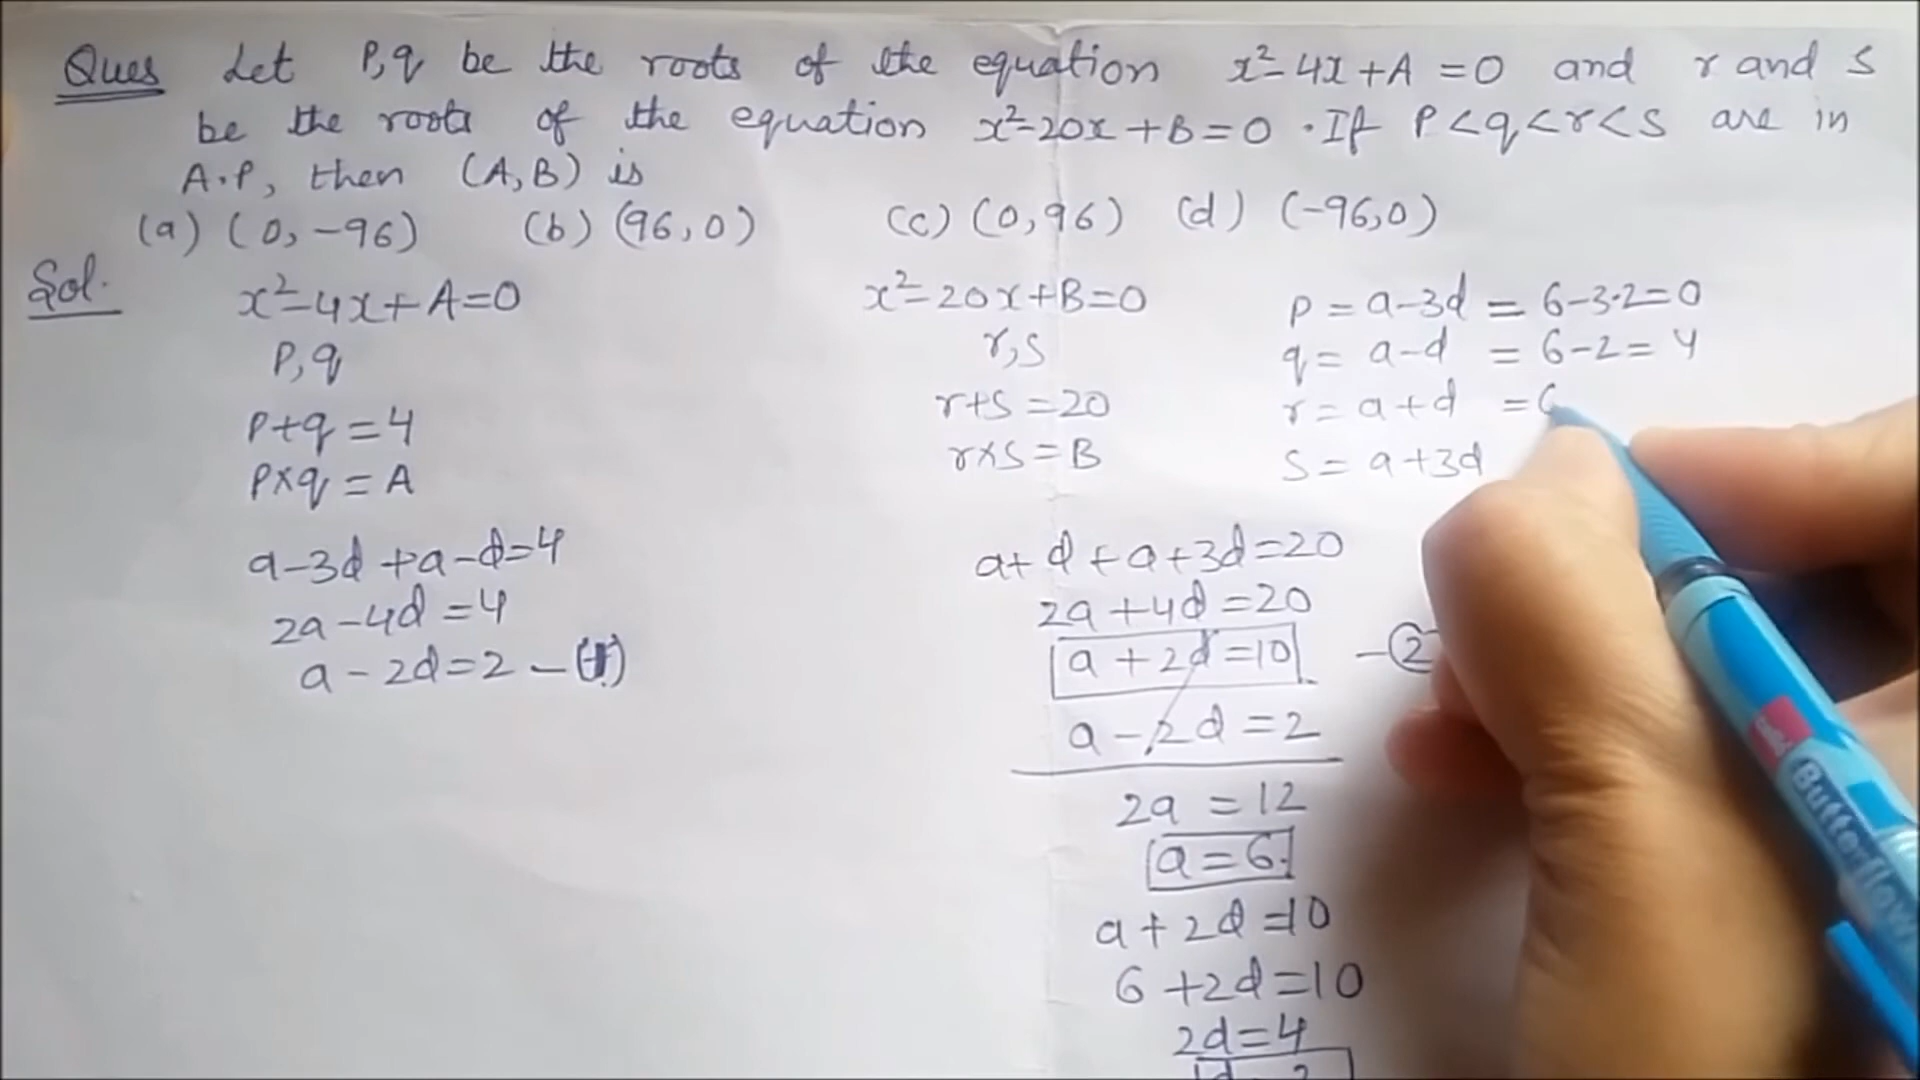 Ques Let P,q be the roots of the equation x²-4x+A=0 and r and S
be the roots of the equation x²-20x+B=0. If P<q<r<S are in
A.P, then (A,B) is
(a) (0,-96) (b) (96,0) (c) (0,96) (d) (-96,0)
Sol.
x²-4x+A=0
P,q
P+q=4
P×q=A
a-3d+a-d=4
2a-4d=4
a-2d=2 -(1)
x²-20x+B=0
r,S
r+S=20
r×S=B
a+d+a+3d=20
2a+4d=20
a+2d=10 -②
a-2d=2
2a=12
a=6.
a+2d=10
6+2d=10
2d=4
P=a-3d=6-3·2=0
q=a-d=6-2=4
r=a+d=6
S=a+3d
Butterflow